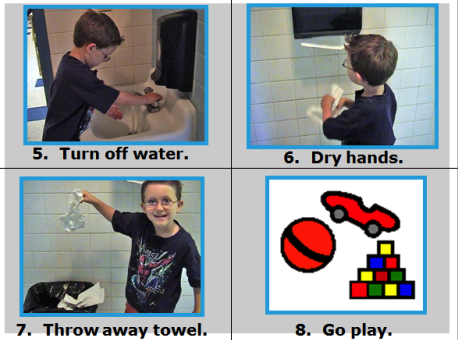 5. Turn off water.
6. Dry hands.
7. Throw away towel.
8. Go play.